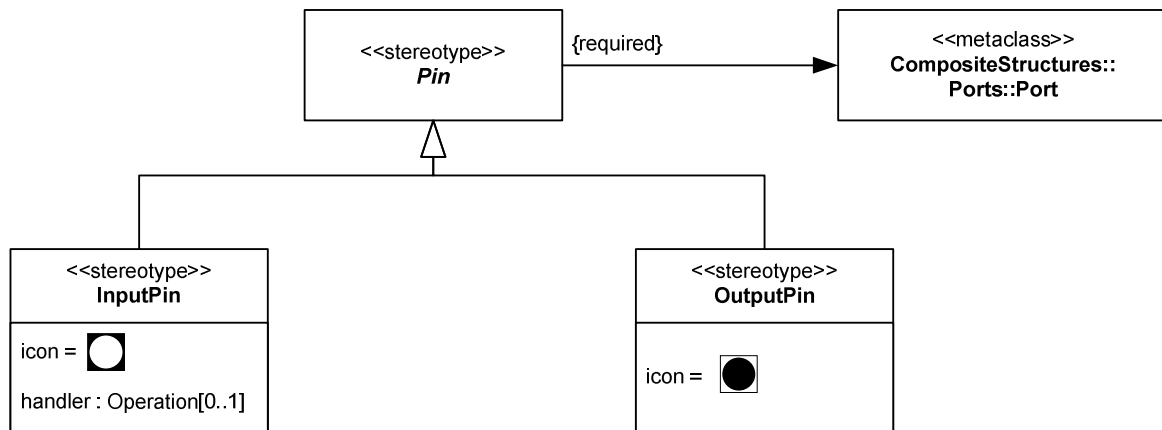 <<stereotype>>
Pin
{required}
<<metaclass>>
CompositeStructures::
Ports::Port
<<stereotype>>
InputPin
icon =
handler : Operation[0..1]
<<stereotype>>
OutputPin
icon =